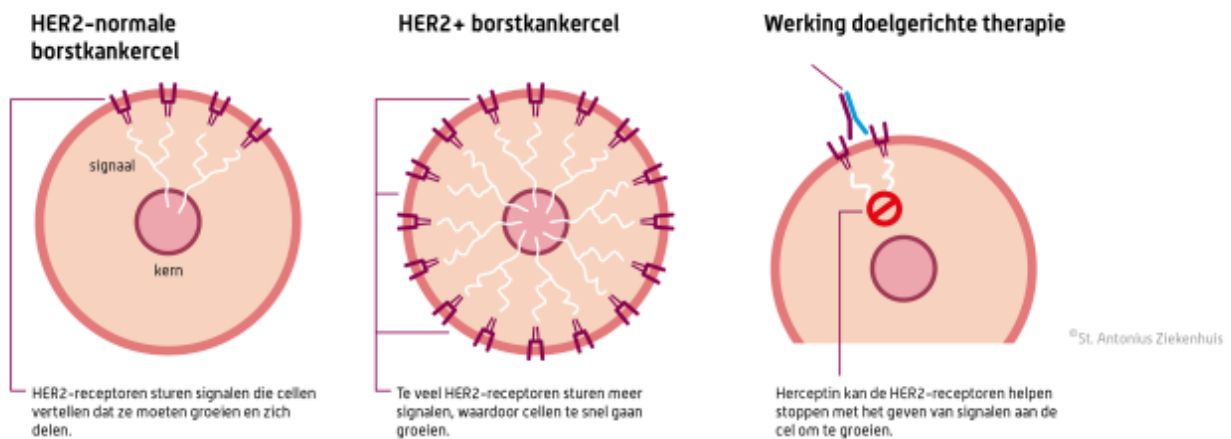 HER2-normale
borstkankercel
signaal
kern
HER2-receptoren sturen signalen die cellen
vertellen dat ze moeten groeien en zich
delen.
HER2+ borstkankercel
Te veel HER2-receptoren sturen meer
signalen, waardoor cellen te snel gaan
groeien.
Werking doelgerichte therapie
Herceptin kan de HER2-receptoren helpen
stoppen met het geven van signalen aan de
cel om te groeien.
©St. Antonius Ziekenhuis